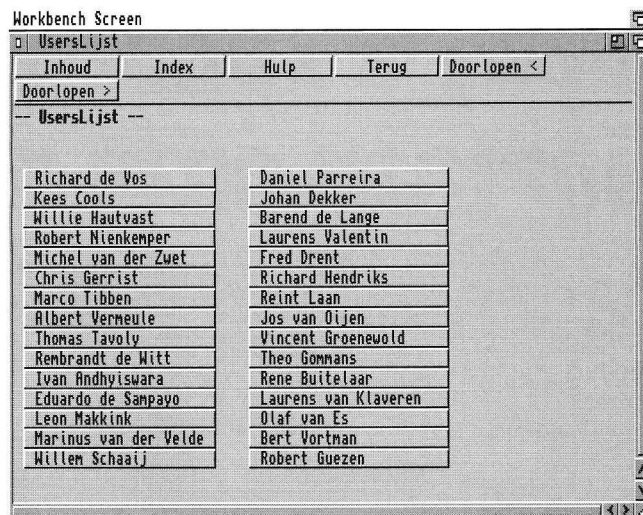 Workbench Screen
UsersLijst
Inhoud Index Hulp Terug Doorlopen <
Doorlopen >
-- UsersLijst --
Richard de Vos Daniel Parreira
Kees Cools Johan Dekker
Willie Hautvast Barend de Lange
Robert Nienkemper Laurens Valentin
Michel van der Zwet Fred Drent
Chris Gerrist Richard Hendriks
Marco Tibben Reint Laan
Albert Vermeule Jos van Oijen
Thomas Tavoly Vincent Groenewold
Rembrandt de Witt Theo Gommans
Ivan Andhyiswara Rene Buitelaar
Eduardo de Sampayo Laurens van Klaveren
Leon Makkink Olaf van Es
Marinus van der Velde Bert Vortman
Willem Schaaij Robert Guezen